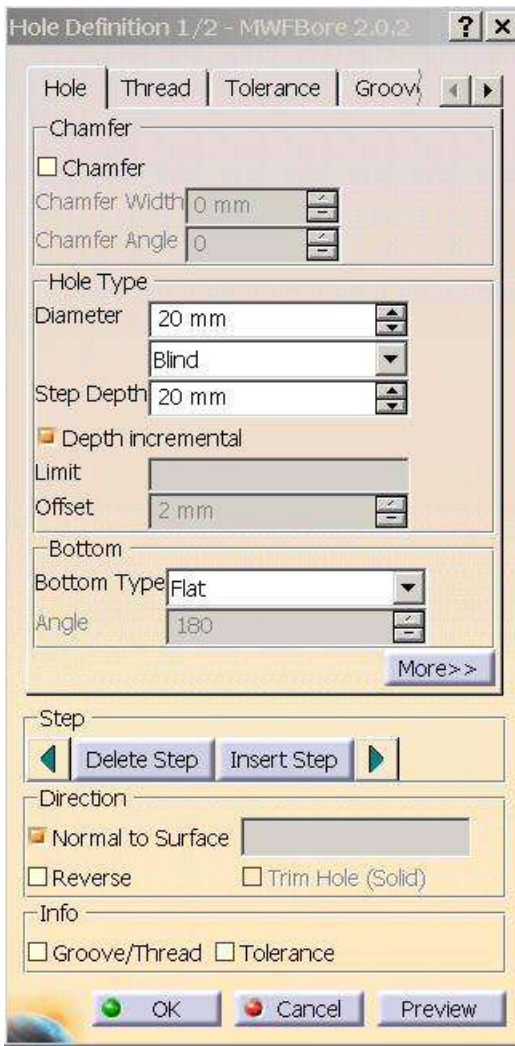 Hole Definition 1/2 - MWFBore 2.0.2 ? ×
Hole Thread Tolerance Groov
Chamfer
Chamfer
Chamfer Width 0 mm
Chamfer Angle 0
Hole Type
Diameter 20 mm
Blind
Step Depth 20 mm
Depth incremental
Limit
Offset 2 mm
Bottom
Bottom Type Flat
Angle 180
More>>
Step
Delete Step Insert Step
Direction
Normal to Surface
Reverse Trim Hole (Solid)
Info
Groove/Thread Tolerance
OK Cancel Preview